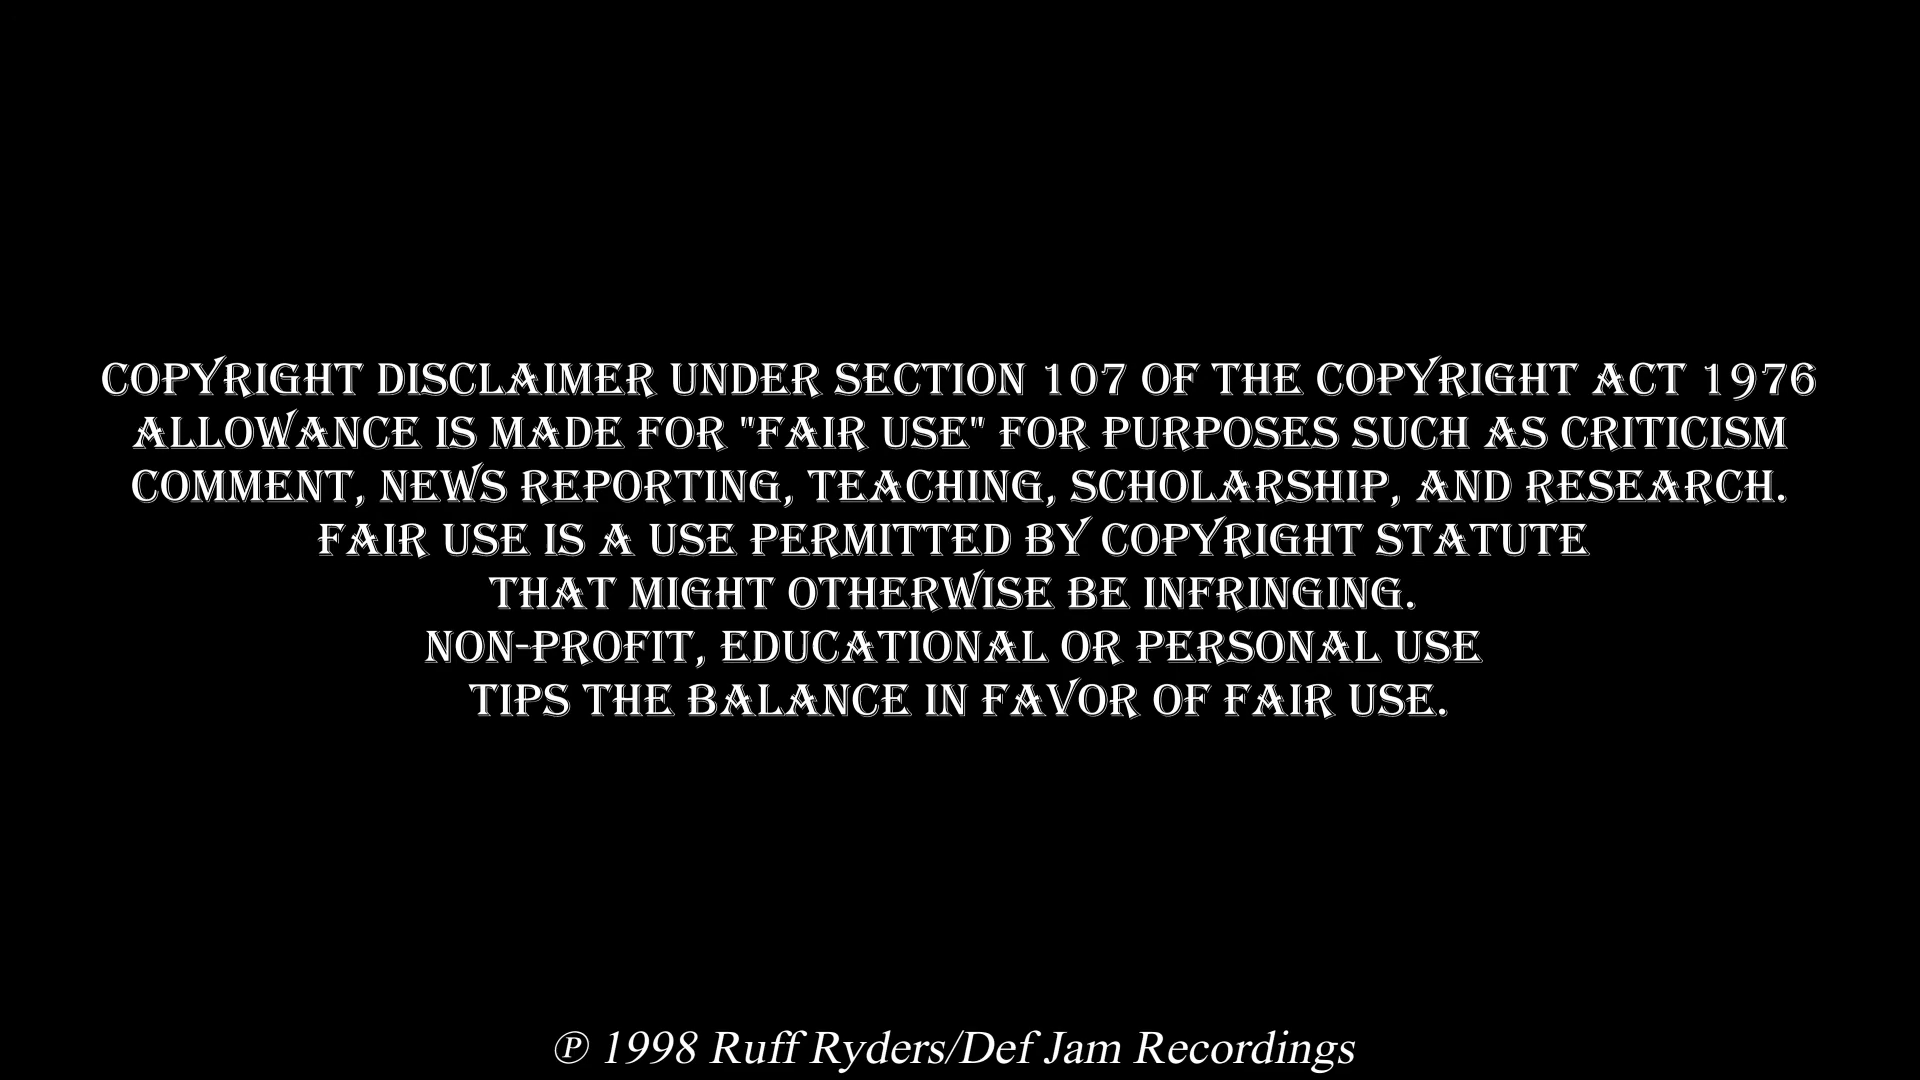 COPYRIGHT DISCLAIMER UNDER SECTION 107 OF THE COPYRIGHT ACT 1976
ALLOWANCE IS MADE FOR "FAIR USE" FOR PURPOSES SUCH AS CRITICISM
COMMENT, NEWS REPORTING, TEACHING, SCHOLARSHIP, AND RESEARCH.
FAIR USE IS A USE PERMITTED BY COPYRIGHT STATUTE
THAT MIGHT OTHERWISE BE INFRINGING.
NON-PROFIT, EDUCATIONAL OR PERSONAL USE
TIPS THE BALANCE IN FAVOR OF FAIR USE.
℗ 1998 Ruff Ryders/Def Jam Recordings